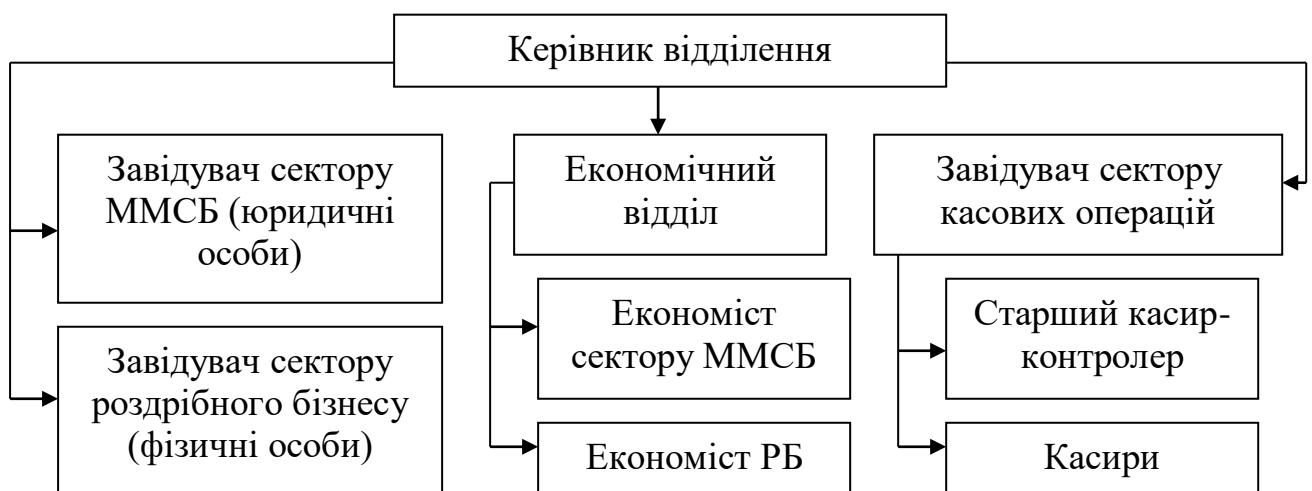 Керівник відділення
Завідувач сектору
ММСБ (юридичні
особи)
Завідувач сектору
роздрібного бізнесу
(фізичні особи)
Економічний
відділ
Економіст
сектору ММСБ
Економіст РБ
Завідувач сектору
касових операцій
Старший касир-
контролер
Касири